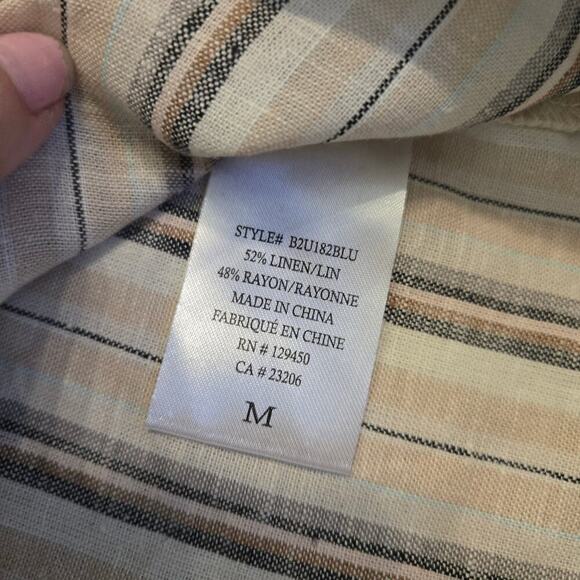 STYLE# B2U182BLU
52% LINEN/LIN
48% RAYON/RAYONNE
MADE IN CHINA
FABRIQUÉ EN CHINE
RN # 129450
CA # 23206
M